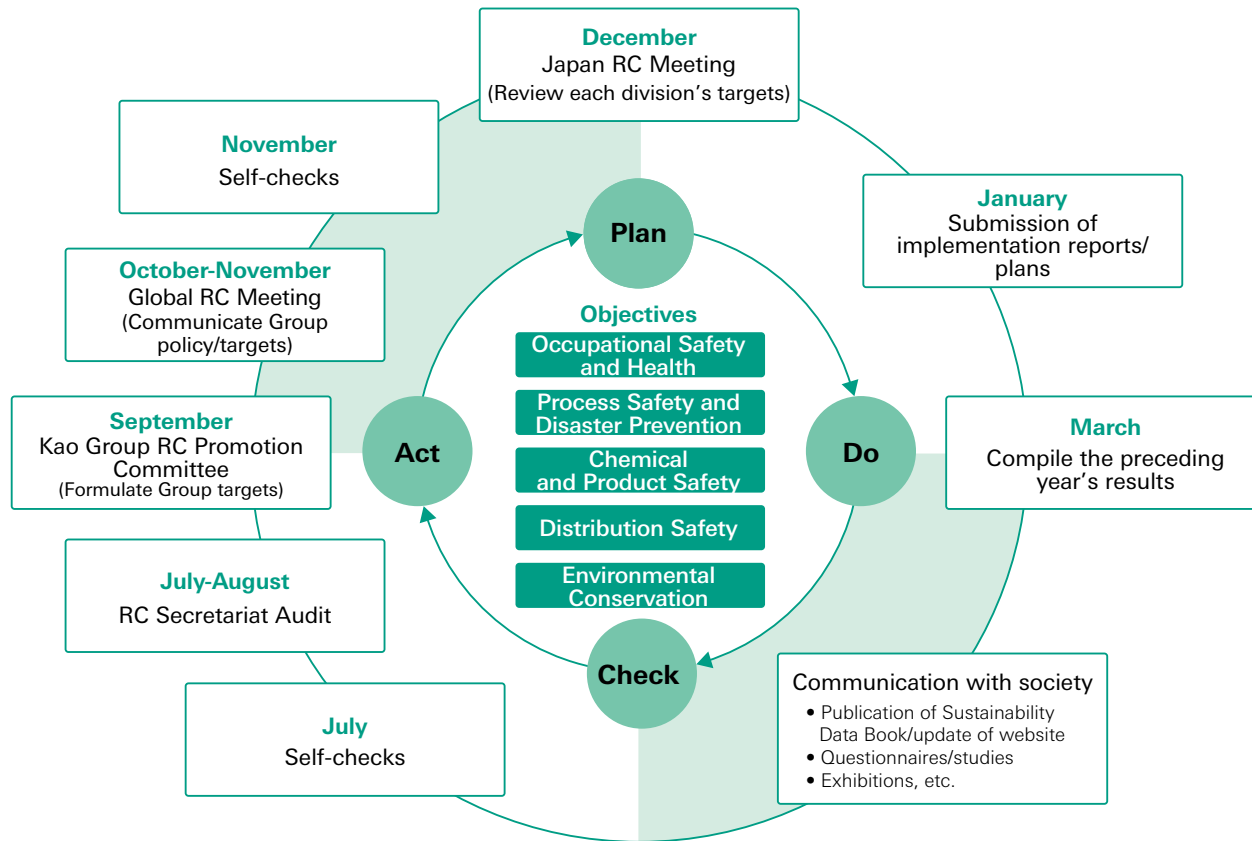 December
Japan RC Meeting
(Review each division's targets)
January
Submission of
implementation reports/
plans
March
Compile the preceding
year's results
Communication with society
• Publication of Sustainability
Data Book/update of website
• Questionnaires/studies
• Exhibitions, etc.
July
Self-checks
July-August
RC Secretariat Audit
September
Kao Group RC Promotion
Committee
(Formulate Group targets)
October-November
Global RC Meeting
(Communicate Group
policy/targets)
November
Self-checks
Plan
Do
Check
Act
Objectives
Occupational Safety
and Health
Process Safety and
Disaster Prevention
Chemical
and Product Safety
Distribution Safety
Environmental
Conservation